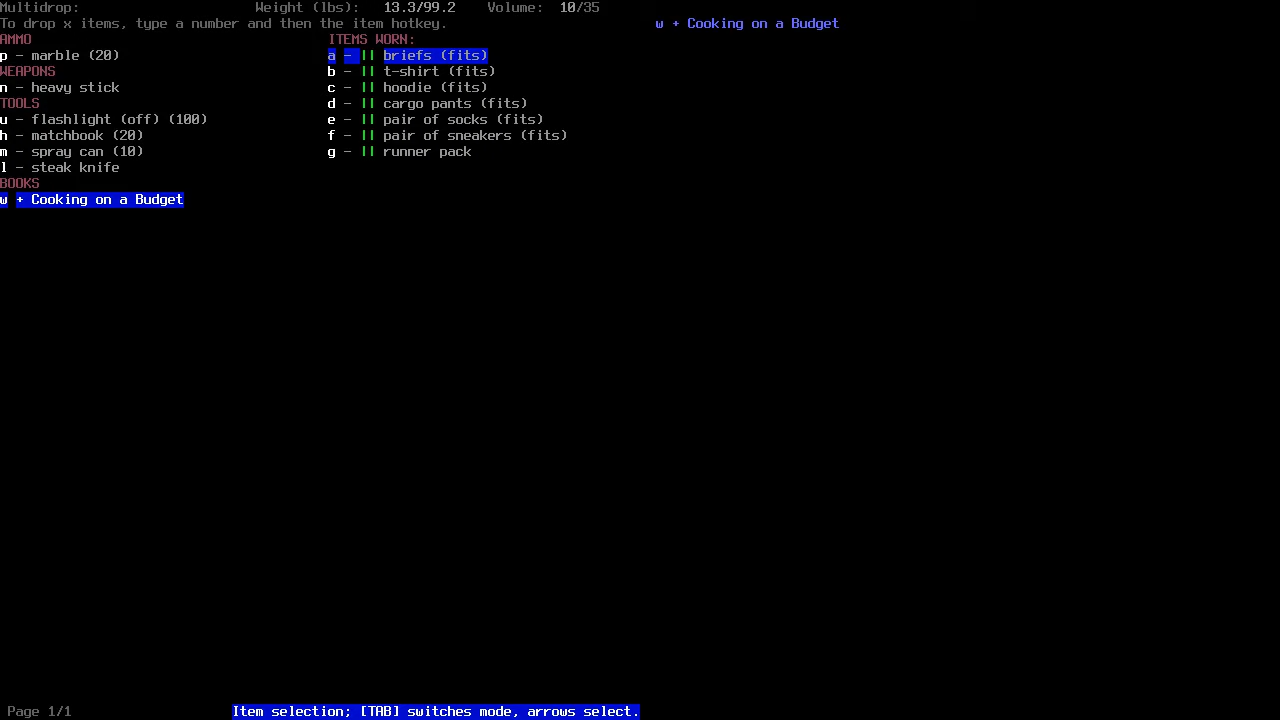 Multidrop: Weight (lbs): 13.3/99.2 Volume: 10/35
To drop x items, type a number and then the item hotkey. w + Cooking on a Budget
AMMO ITEMS WORN:
p - marble (20) a - || briefs (fits)
WEAPONS b - || t-shirt (fits)
n - heavy stick c - || hoodie (fits)
TOOLS d - || cargo pants (fits)
u - flashlight (off) (100) e - || pair of socks (fits)
h - matchbook (20) f - || pair of sneakers (fits)
m - spray can (10) g - || runner pack
l - steak knife
BOOKS
w + Cooking on a Budget
Page 1/1 Item selection; [TAB] switches mode, arrows select.